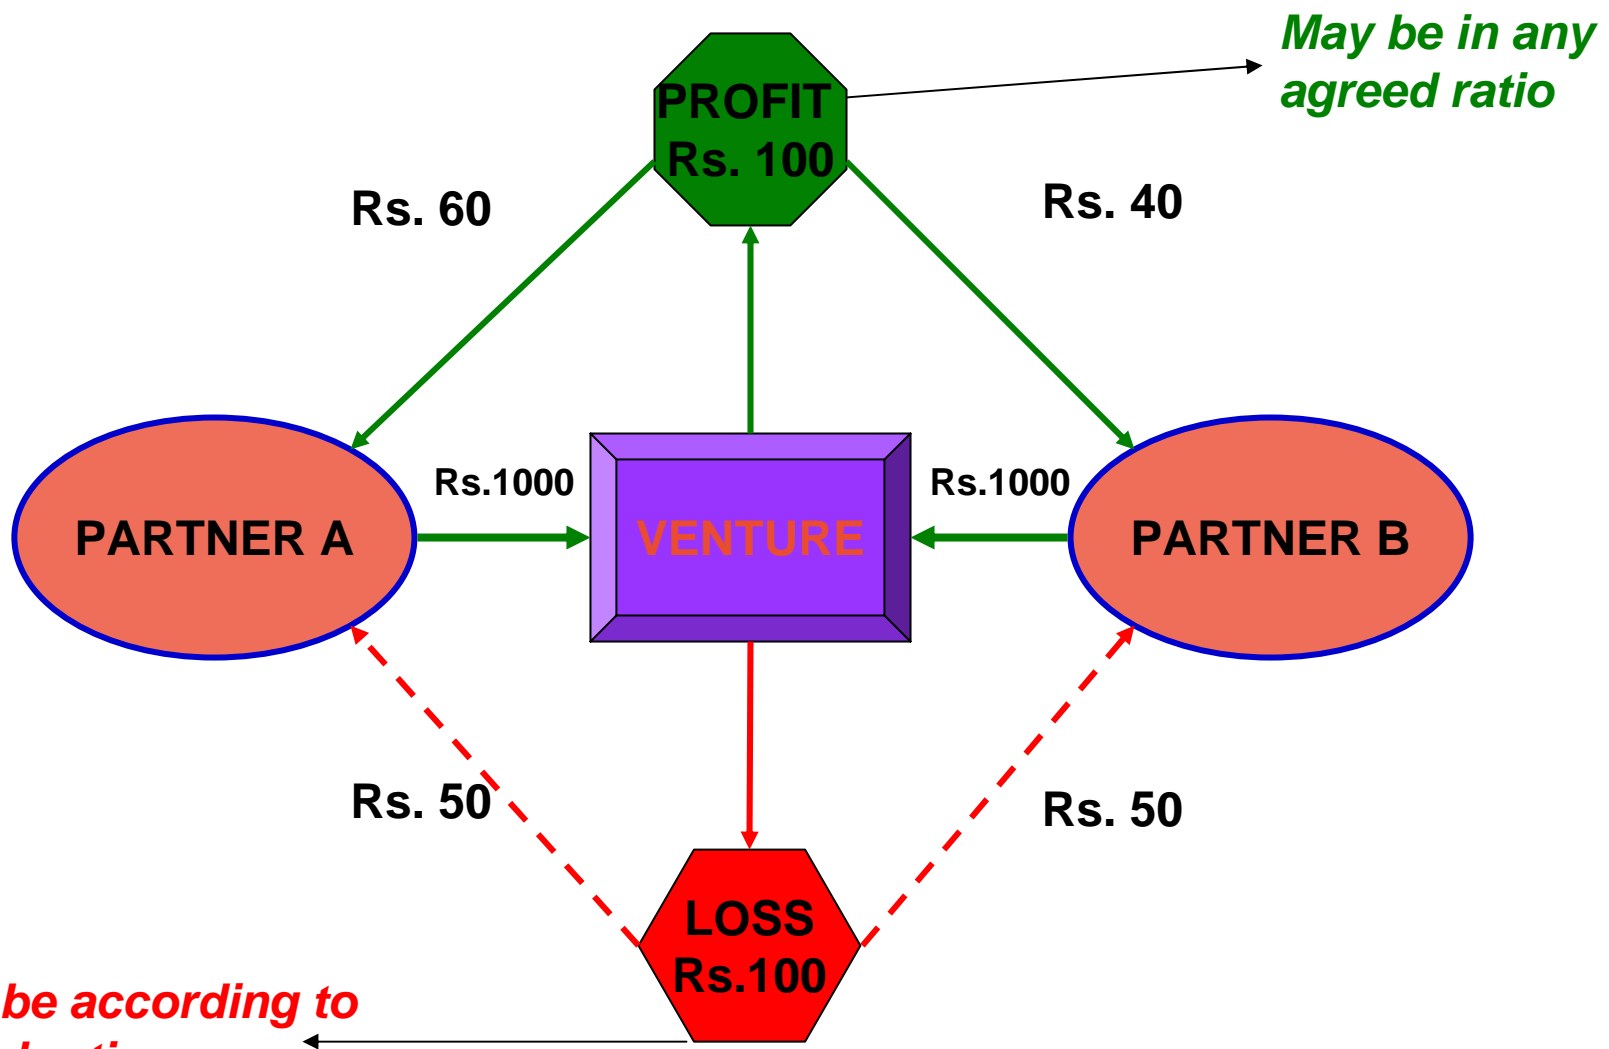 May be in any
agreed ratio
PROFIT
Rs. 100
Rs. 60
Rs. 40
Rs.1000
Rs.1000
PARTNER A
VENTURE
PARTNER B
Rs. 50
Rs. 50
LOSS
Rs.100
be according to